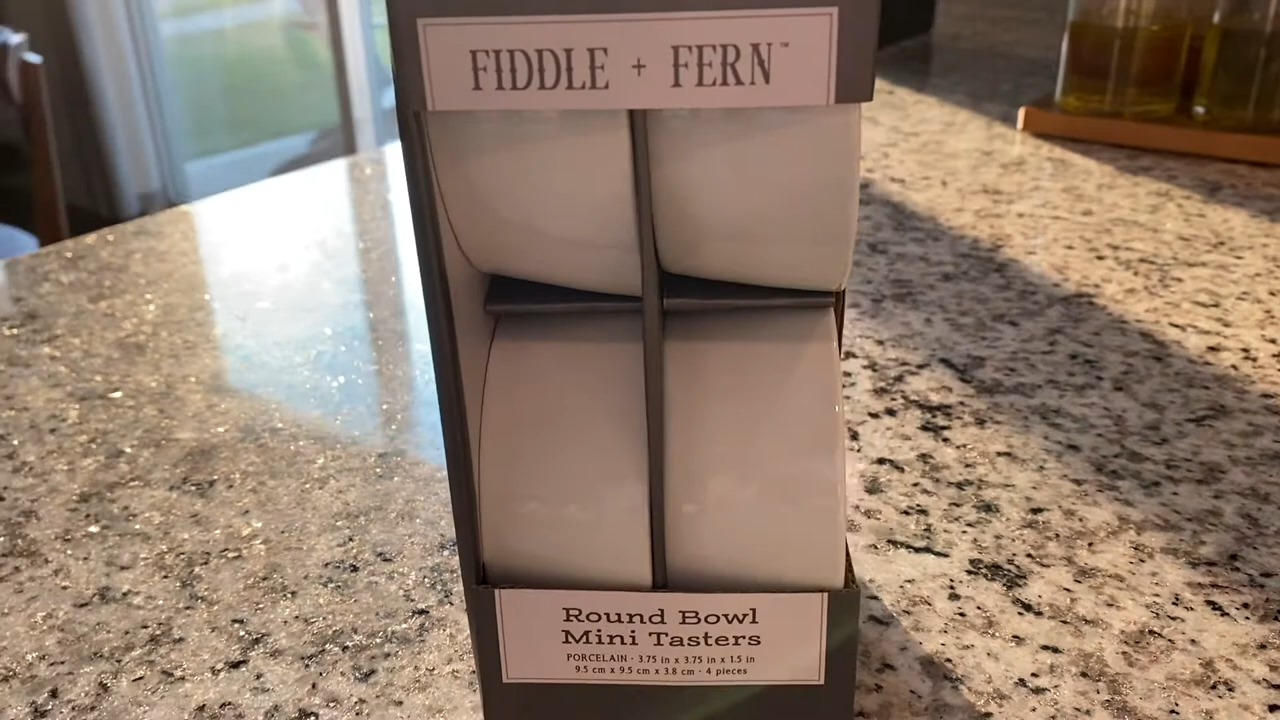 FIDDLE + FERN™
Round Bowl
Mini Tasters
PORCELAIN · 3.75 in x 3.75 in x 1.5 in
9.5 cm x 9.5 cm x 3.8 cm · 4 pieces